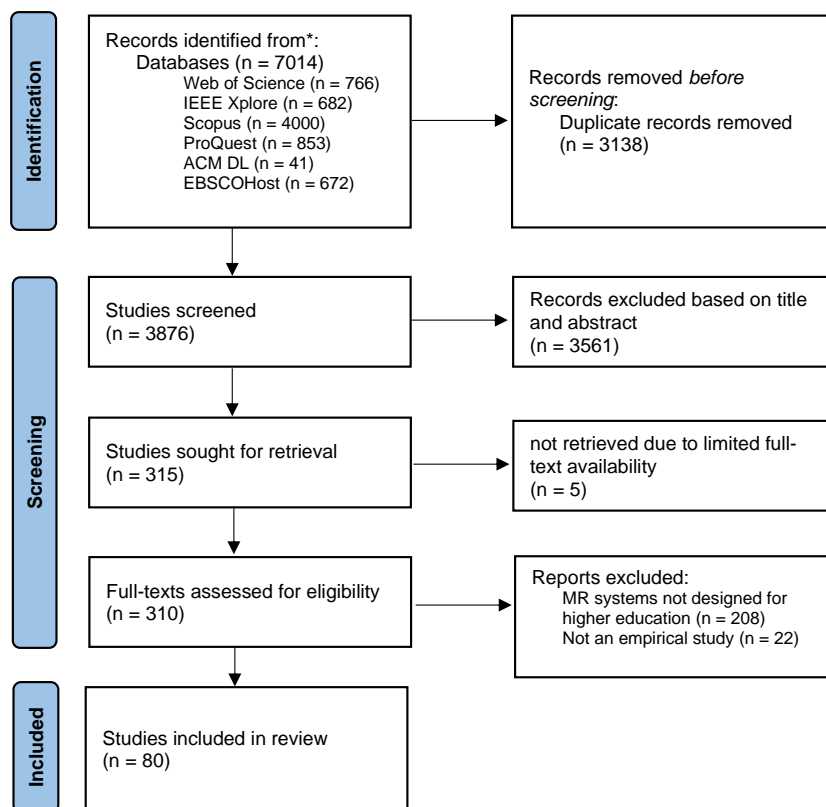 Identification
Records identified from*:
Databases (n = 7014)
Web of Science (n = 766)
IEEE Xplore (n = 682)
Scopus (n = 4000)
ProQuest (n = 853)
ACM DL (n = 41)
EBSCOHost (n = 672)
Records removed before
screening:
Duplicate records removed
(n = 3138)
Screening
Studies screened
(n = 3876)
Records excluded based on title
and abstract
(n = 3561)
Studies sought for retrieval
(n = 315)
not retrieved due to limited full-
text availability
(n = 5)
Full-texts assessed for eligibility
(n = 310)
Reports excluded:
MR systems not designed for
higher education (n = 208)
Not an empirical study (n = 22)
Included
Studies included in review
(n = 80)